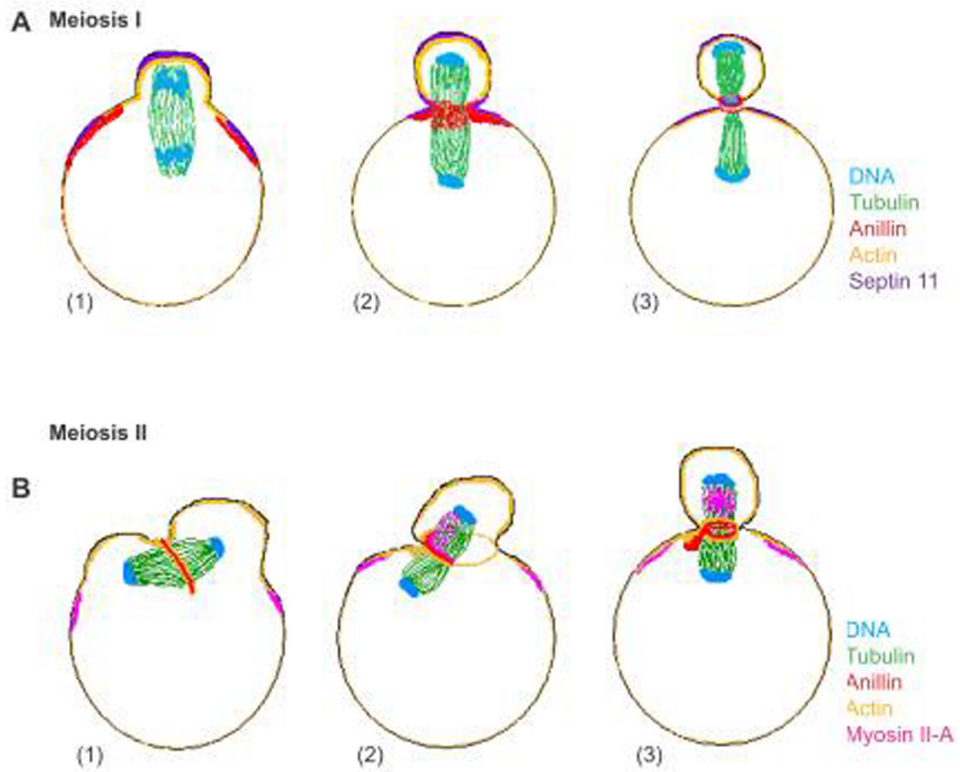 A Meiosis I
(1)
(2)
(3)
DNA
Tubulin
Anillin
Actin
Septin 11
Meiosis II
B
(1)
(2)
(3)
DNA
Tubulin
Anillin
Actin
Myosin II-A